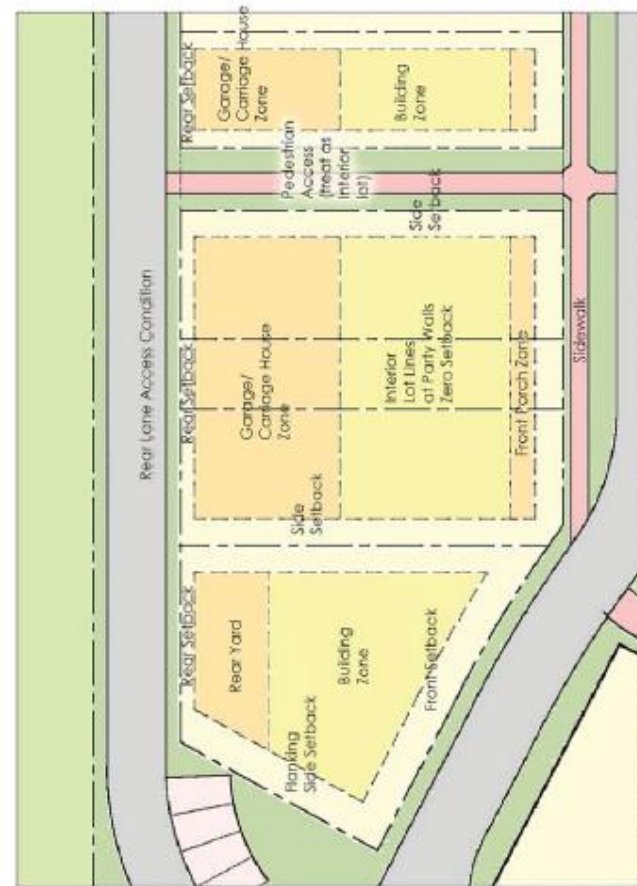 Rear Lane Access Condition
Rear Setback
Rear Setback
Rear Setback
Rear Yard
Garage/
Carriage House
Zone
Garage/
Carriage House
Zone
Flanking
Side Setback
Side
Setback
Pedestrian
Access
(treat as
Interior
lot)
Building
Zone
Interior
Lot Lines
at Party Walls
Zero Setback
Building
Zone
Side
Setback
Front Setback
Front Porch Zone
Sidewalk